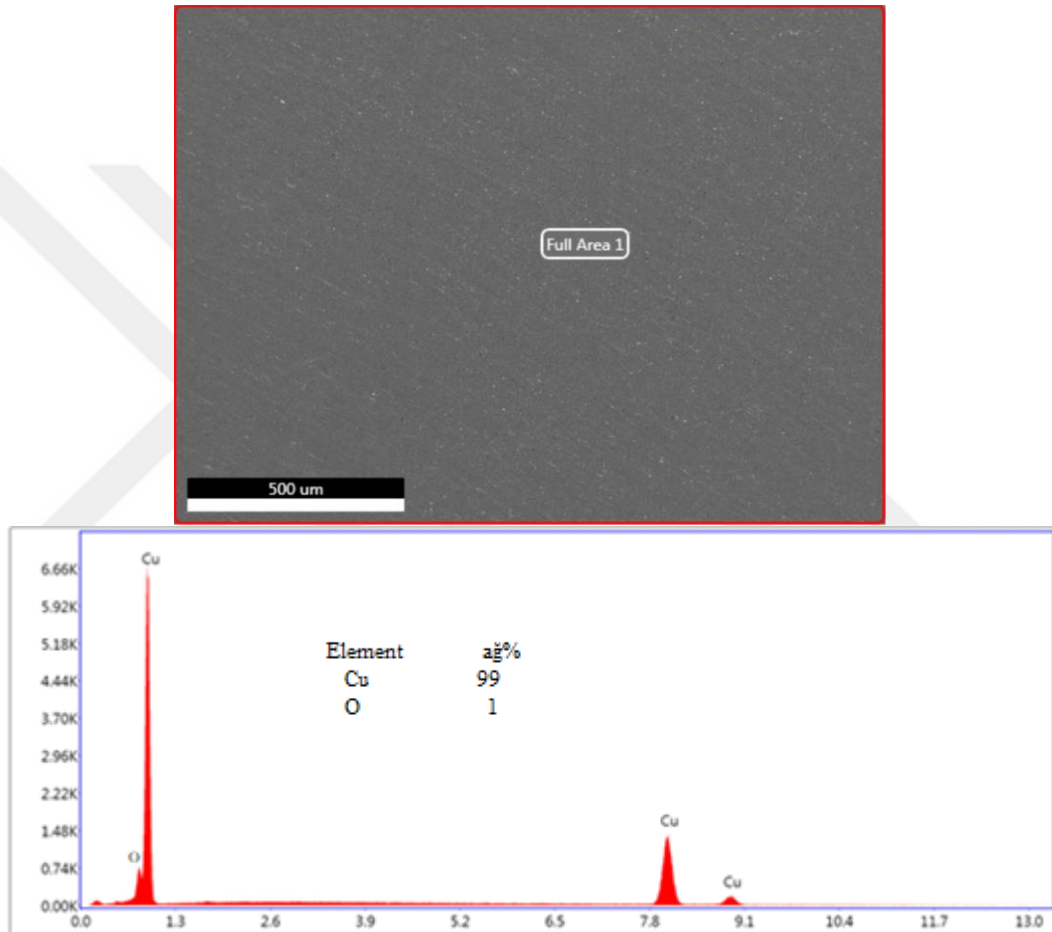 Full Area 1
500 um
6.66K
5.92K
5.18K
4.44K
3.70K
2.96K
2.22K
1.48K
0.74K
0.00K
Cu
O
Element ağ%
Cu 99
O 1
Cu
Cu
0.0 1.3 2.6 3.9 5.2 6.5 7.8 9.1 10.4 11.7 13.0